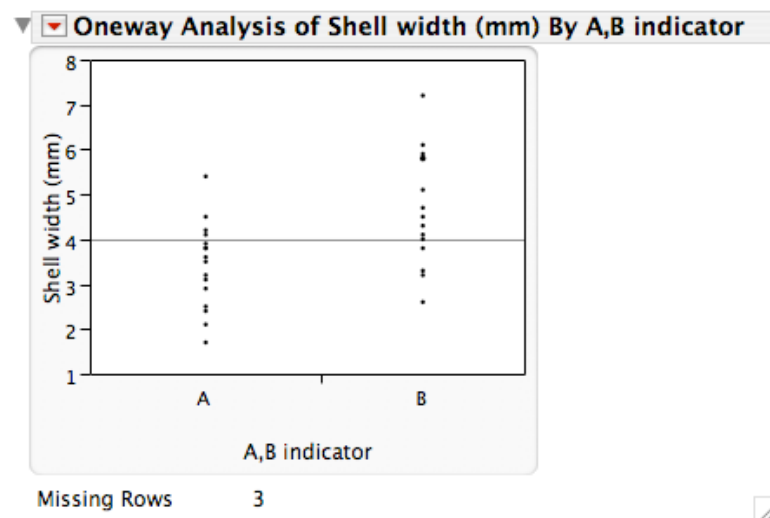 Oneway Analysis of Shell width (mm) By A,B indicator
8
7
6
5
4
3
2
1
Shell width (mm)
A B
A,B indicator
Missing Rows 3